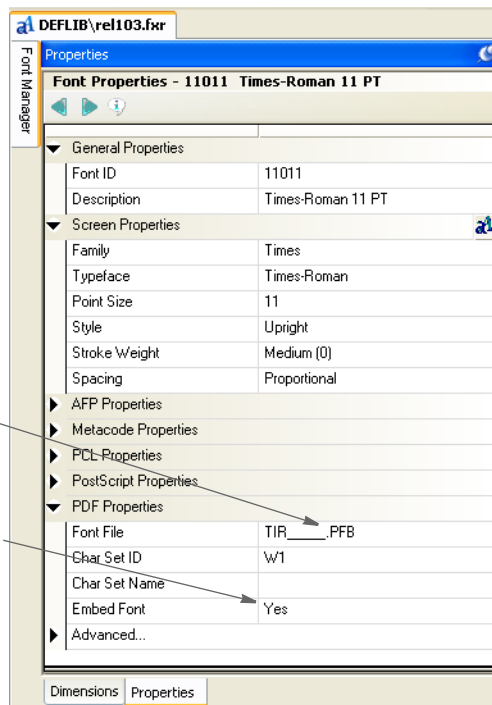 DEFLIB\rel103.fxr
Font Manager
Properties
Font Properties - 11011 Times-Roman 11 PT
General Properties
Font ID 11011
Description Times-Roman 11 PT
Screen Properties
Family Times
Typeface Times-Roman
Point Size 11
Style Upright
Stroke Weight Medium (0)
Spacing Proportional
AFP Properties
Metacode Properties
PCL Properties
PostScript Properties
PDF Properties
Font File TIR_____.PFB
Char Set ID W1
Char Set Name
Embed Font Yes
Advanced...
Dimensions Properties